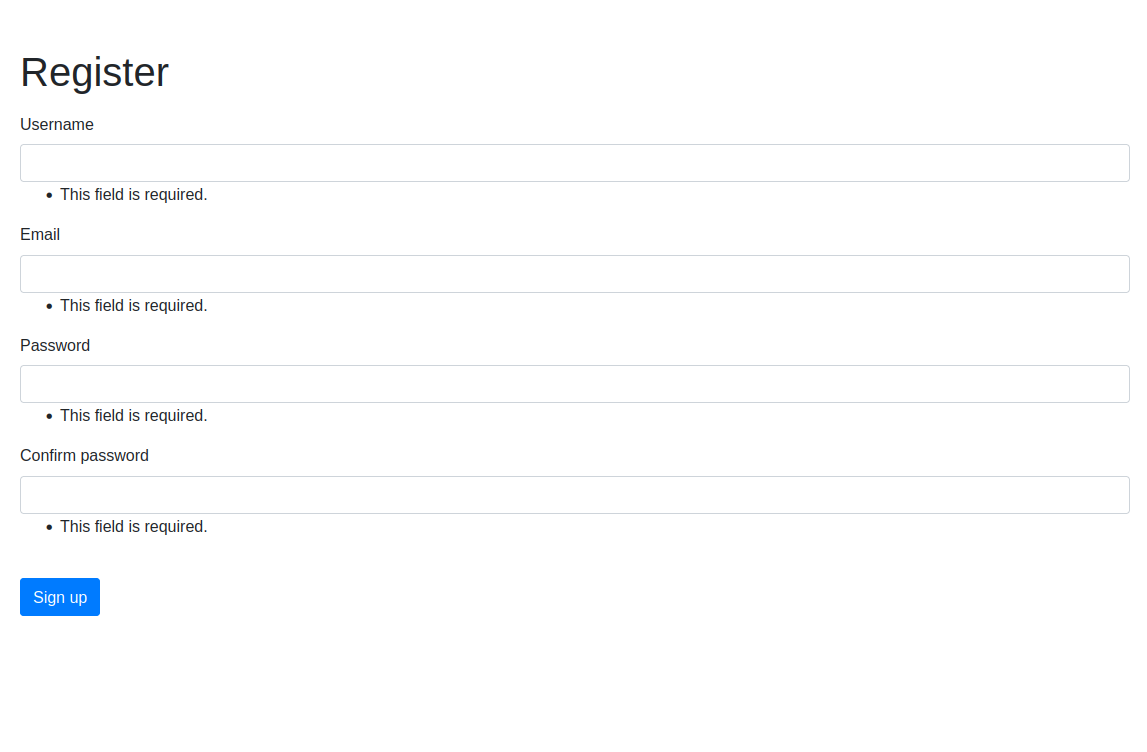 Register
Username
• This field is required.
Email
• This field is required.
Password
• This field is required.
Confirm password
• This field is required.
Sign up